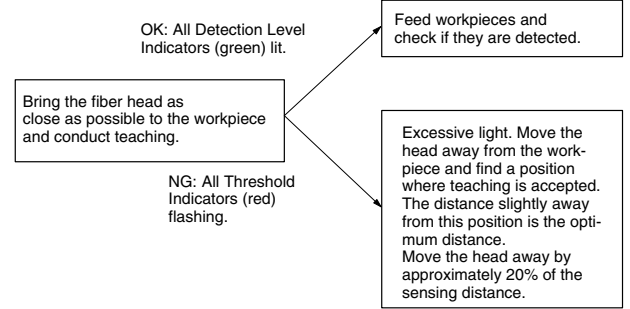 OK: All Detection Level
Indicators (green) lit.
Feed workpieces and
check if they are detected.
Bring the fiber head as
close as possible to the workpiece
and conduct teaching.
NG: All Threshold
Indicators (red)
flashing.
Excessive light. Move the
head away from the work-
piece and find a position
where teaching is accepted.
The distance slightly away
from this position is the opti-
mum distance.
Move the head away by
approximately 20% of the
sensing distance.